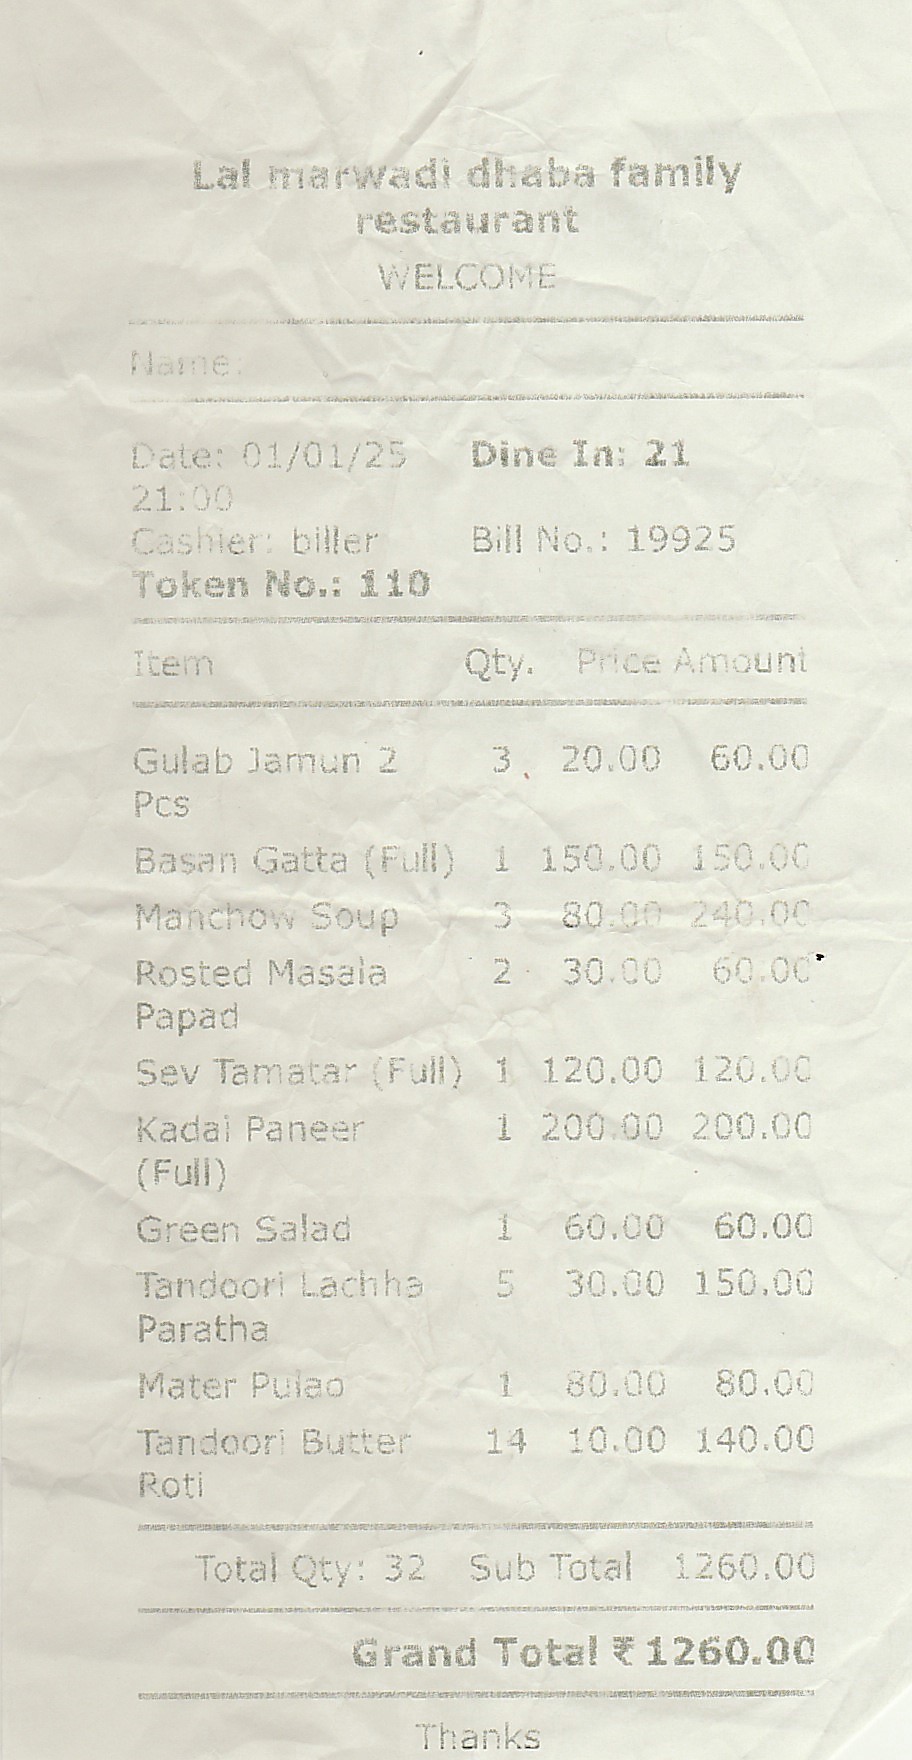 Lal marwadi dhaba family
restaurant
WELCOME
Name:
Date: 01/01/25 Dine In: 21
21:00
Cashier: biller Bill No.: 19925
Token No.: 110
Item Qty. Price Amount
Gulab Jamun 2 3 20.00 60.00
Pcs
Basan Gatta (Full) 1 150.00 150.00
Manchow Soup 3 80.00 240.00
Rosted Masala 2 30.00 60.00
Papad
Sev Tamatar (Full) 1 120.00 120.00
Kadai Paneer 1 200.00 200.00
(Full)
Green Salad 1 60.00 60.00
Tandoori Lachha 5 30.00 150.00
Paratha
Mater Pulao 1 80.00 80.00
Tandoori Butter 14 10.00 140.00
Roti
Total Qty: 32 Sub Total 1260.00
Grand Total ₹ 1260.00
Thanks